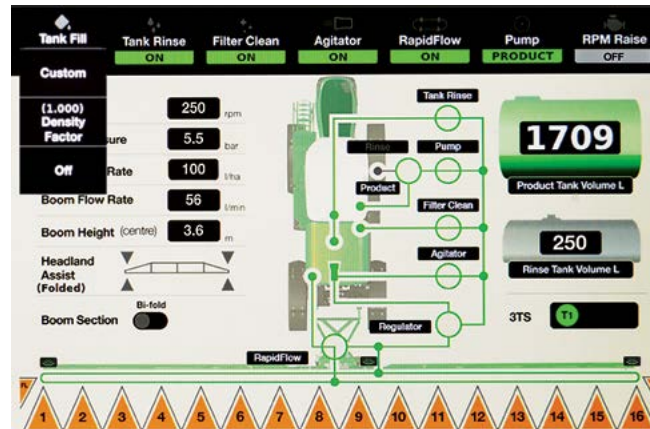 Tank Fill
Tank Rinse
Filter Clean
Agitator
RapidFlow
Pump
RPM Raise
ON
ON
ON
ON
PRODUCT
OFF
Custom
(1.000)
Density
Factor
Off
250 rpm
ure 5.5 bar
Rate 100 l/ha
Boom Flow Rate 56 l/min
Boom Height (centre) 3.6 m
Headland
Assist
(Folded)
Bi-fold
Boom Section
Tank Rinse
Rinse
Pump
Product
Filter Clean
Agitator
Regulator
RapidFlow
1709
Product Tank Volume L
250
Rinse Tank Volume L
3TS T1
1 2 3 4 5 6 7 8 9 10 11 12 13 14 15 16